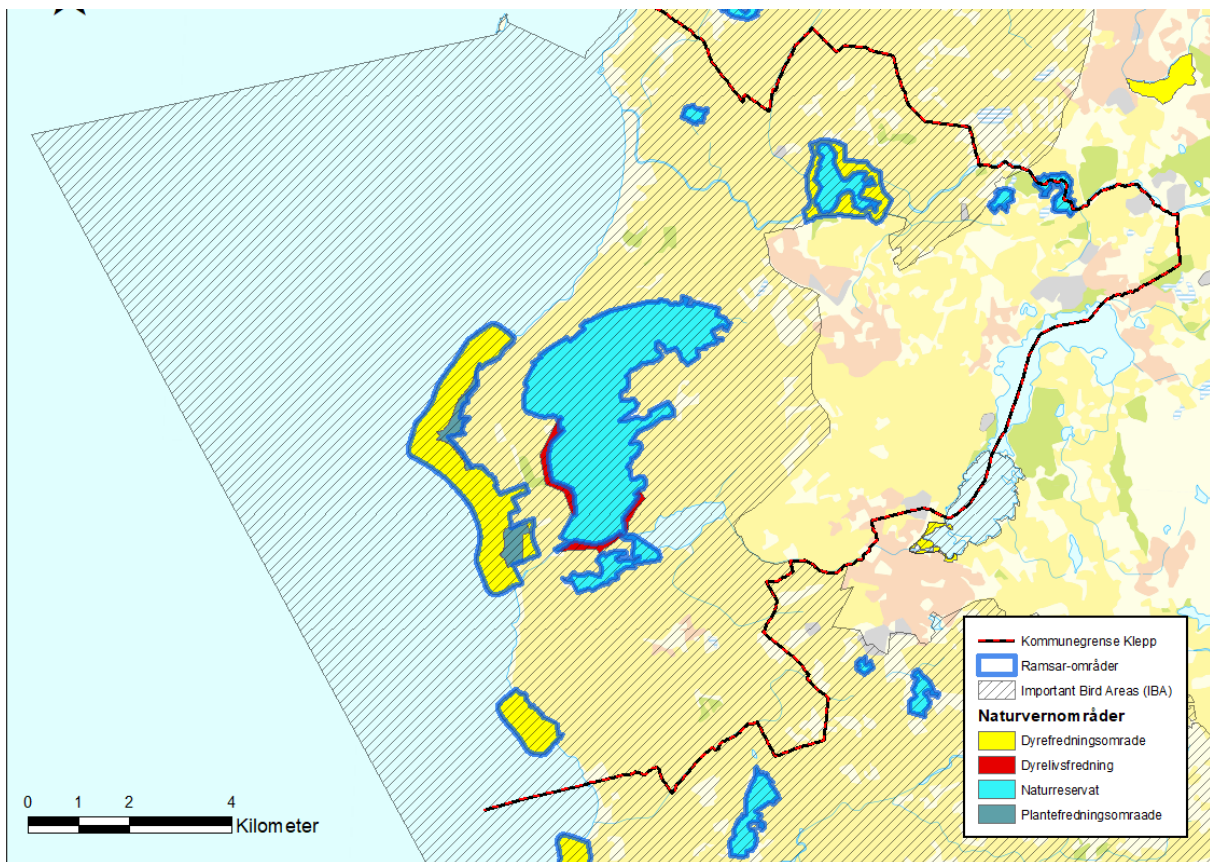 Kommunegrense Klepp
Ramsar-områder
Important Bird Areas (IBA)
Naturvernområder
Dyrefredningsomrade
Dyrelivsfredning
Naturreservat
Plantefredningsomraade
0 1 2 4
Kilometer